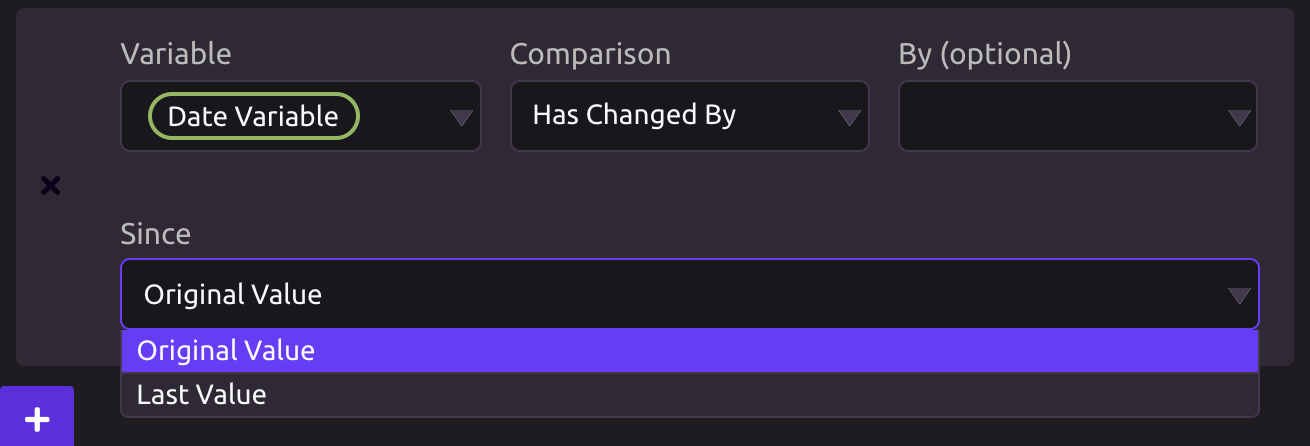 Variable Comparison By (optional)
Date Variable Has Changed By
Since
Original Value
Original Value
Last Value